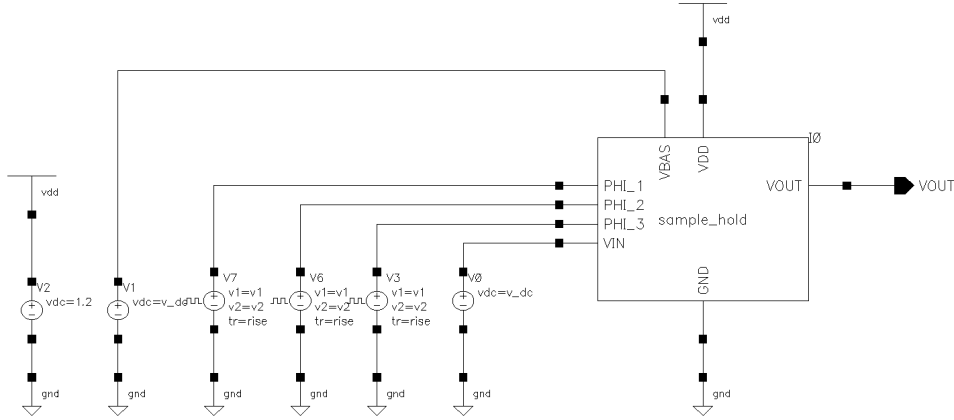 vdd
IØ
VBAS
VDD
vdd
PHI_1
VOUT
VOUT
PHI_2
PHI_3
sample_hold
VIN
GND
V2
vdc=1.2
V1
vdc=v_dc
V7
v1=v1
v2=v2
tr=rise
V6
v1=v1
v2=v2
tr=rise
V3
v1=v1
v2=v2
tr=rise
VØ
vdc=v_dc
gnd
gnd
gnd
gnd
gnd
gnd
gnd